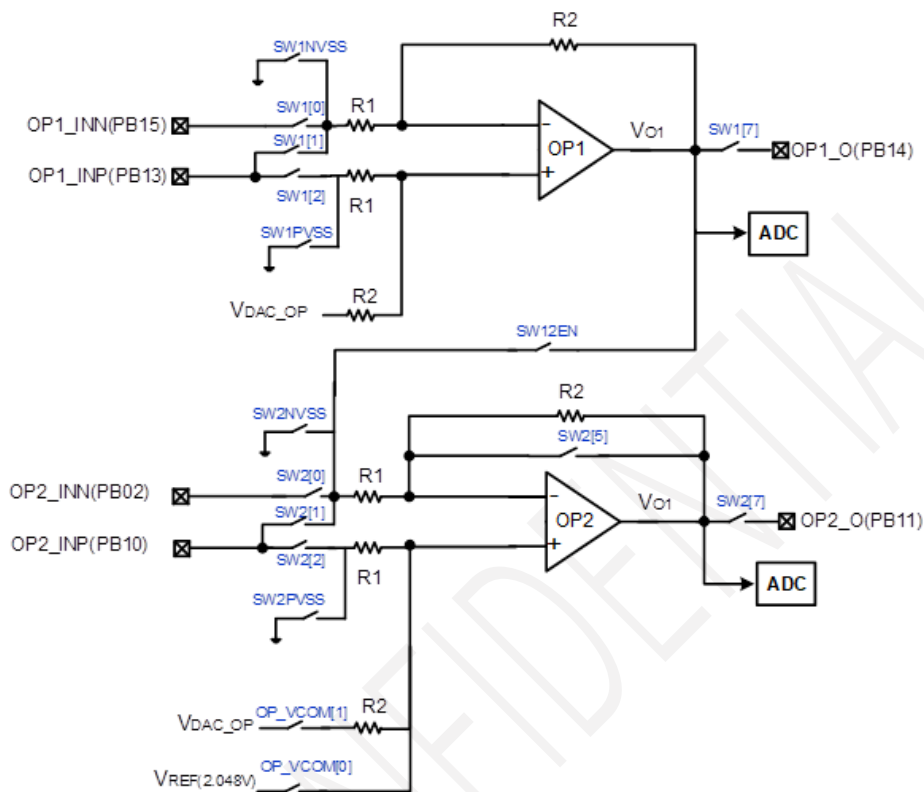 R2
SW1NVSS
R1
OP1_INN(PB15)
SW1[0]
SW1[1]
OP1
VO1
SW1[7]
OP1_O(PB14)
OP1_INP(PB13)
SW1[2]
R1
SW1PVSS
ADC
VDAC_OP
R2
SW12EN
R2
SW2NVSS
SW2[5]
OP2_INN(PB02)
SW2[0]
R1
SW2[1]
OP2
VO1
SW2[7]
OP2_O(PB11)
OP2_INP(PB10)
SW2[2]
R1
SW2PVSS
ADC
VDAC_OP
OP_VCOM[1]
R2
VREF(2.048V)
OP_VCOM[0]
NFIDENTIAL